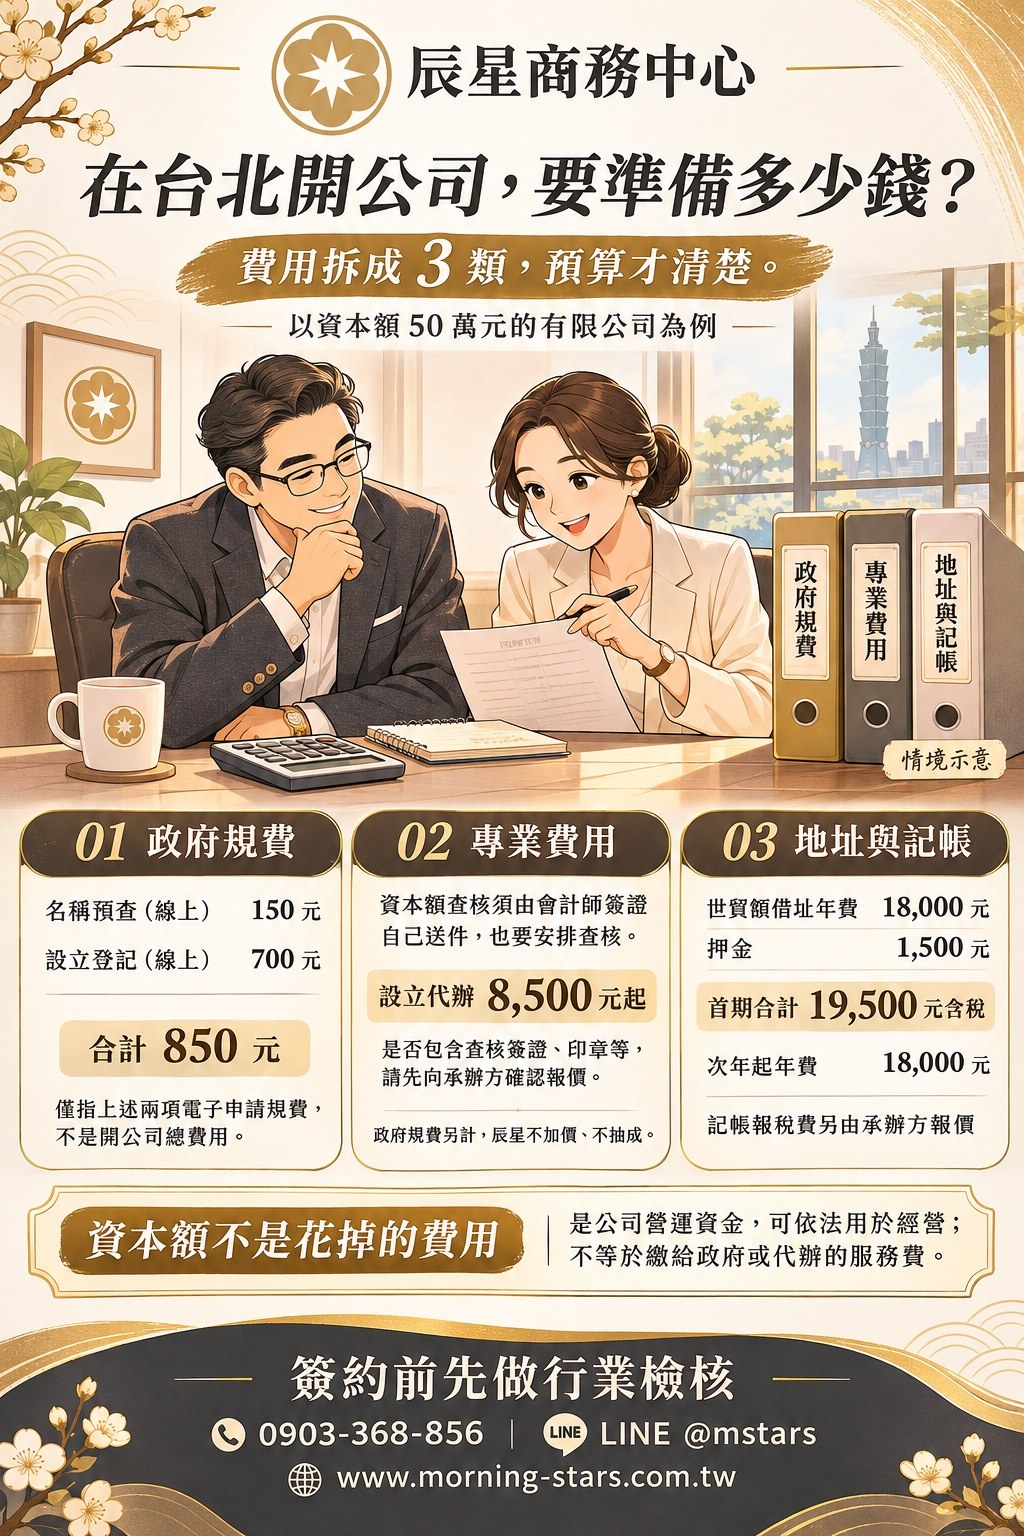 辰星商務中心
在台北開公司，要準備多少錢？
費用拆成 3 類，預算才清楚。
以資本額 50 萬元的有限公司為例
政府規費
專業費用
地址與記帳
情境示意
01 政府規費
名稱預查（線上） 150 元
設立登記（線上） 700 元
合計 850 元
僅指上述兩項電子申請規費，
不是開公司總費用。
02 專業費用
資本額查核須由會計師簽證
自己送件，也要安排查核。
設立代辦 8,500 元起
是否包含查核簽證、印章等，
請先向承辦方確認報價。
政府規費另計，辰星不加價、不抽成。
03 地址與記帳
世貿館借址年費 18,000 元
押金 1,500 元
首期合計 19,500 元含稅
次年起年費 18,000 元
記帳報稅費另由承辦方報價
資本額不是花掉的費用
是公司營運資金，可依法用於經營；
不等於繳給政府或代辦的服務費。
簽約前先做行業檢核
0903-368-856
LINE LINE @mstars
www.morning-stars.com.tw